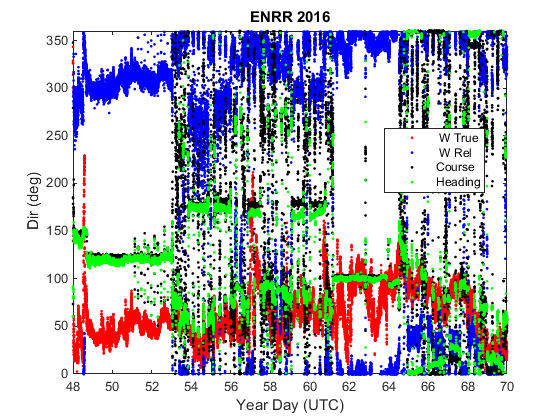 ENRR 2016
Dir (deg)
350
300
250
200
150
100
50
0
W True
W Rel
Course
Heading
48 50 52 54 56 58 60 62 64 66 68 70
Year Day (UTC)